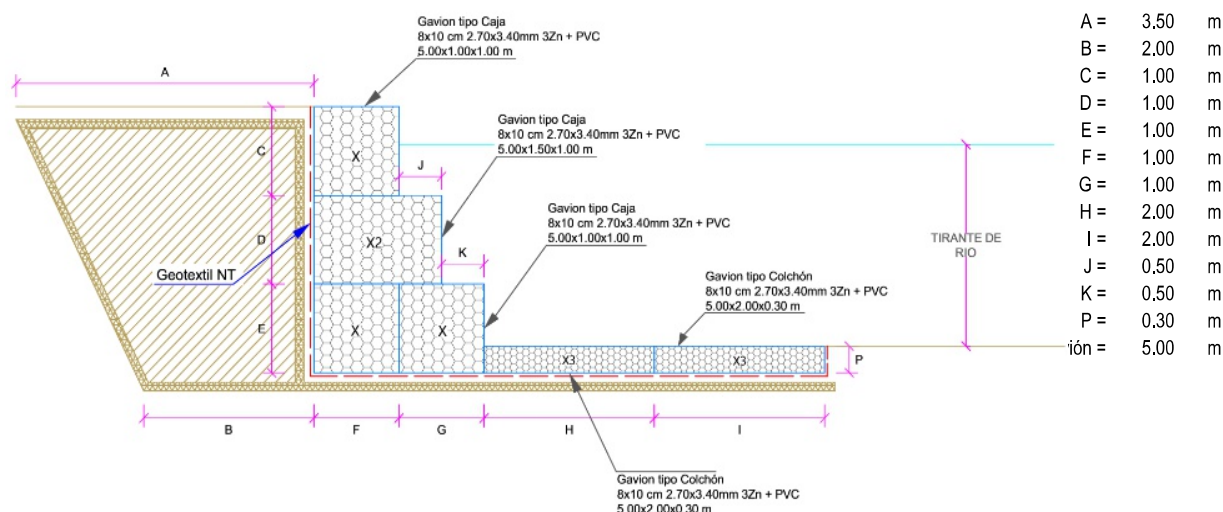 Gavion tipo Caja
8x10 cm 2.70x3.40mm 3Zn + PVC
5.00x1.00x1.00 m
A
Gavion tipo Caja
8x10 cm 2.70x3.40mm 3Zn + PVC
5.00x1.50x1.00 m
C
X
J
Gavion tipo Caja
8x10 cm 2.70x3.40mm 3Zn + PVC
5.00x1.00x1.00 m
D
X2
K
TIRANTE DE
RIO
Geotextil NT
Gavion tipo Colchón
8x10 cm 2.70x3.40mm 3Zn + PVC
5.00x2.00x0.30 m
E
X
X
X3
X3
P
B
F
G
H
I
Gavion tipo Colchón
8x10 cm 2.70x3.40mm 3Zn + PVC
5.00x2.00x0.30 m
A = 3.50 m
B = 2.00 m
C = 1.00 m
D = 1.00 m
E = 1.00 m
F = 1.00 m
G = 1.00 m
H = 2.00 m
I = 2.00 m
J = 0.50 m
K = 0.50 m
P = 0.30 m
ión = 5.00 m